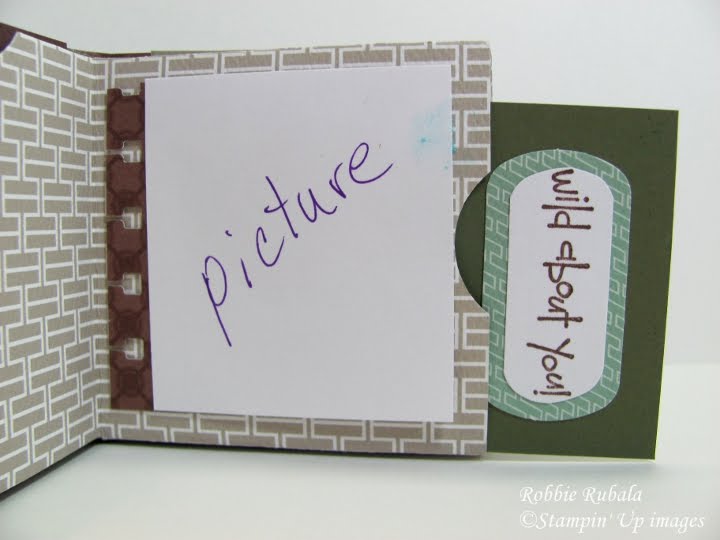 picture
wild about you!
Robbie Rubala
©Stampin' Up images